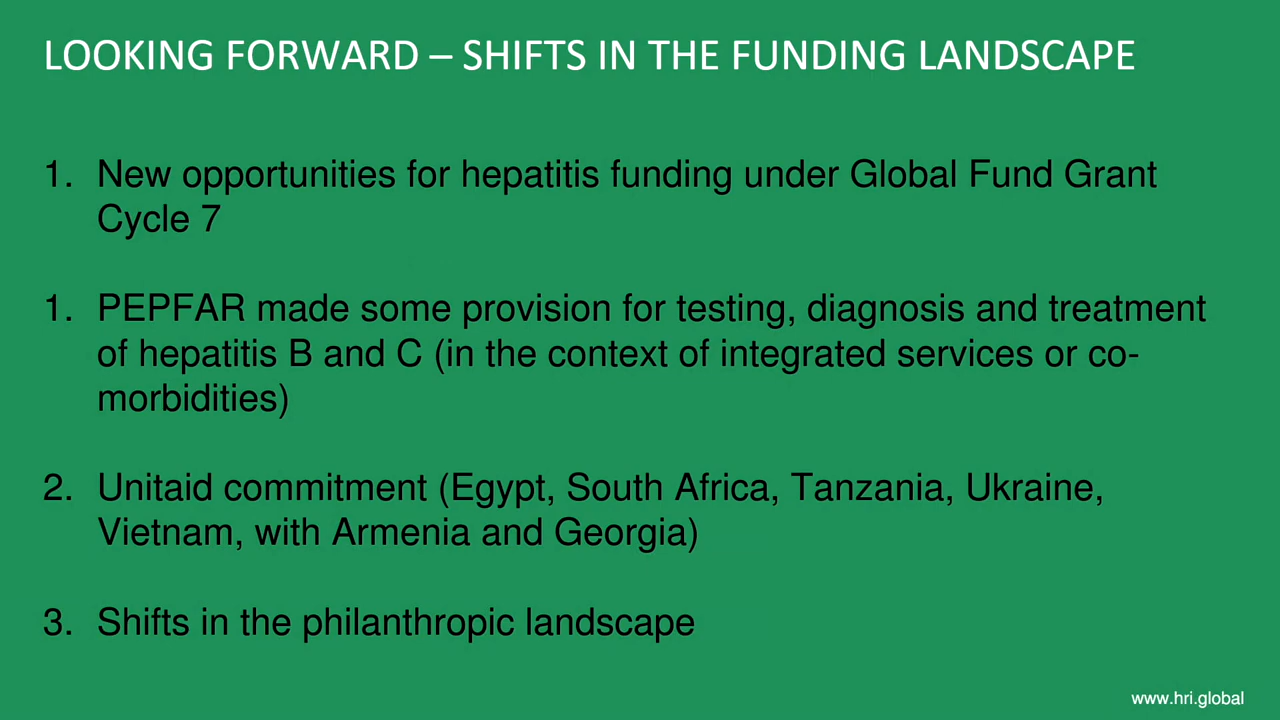 LOOKING FORWARD – SHIFTS IN THE FUNDING LANDSCAPE
1. New opportunities for hepatitis funding under Global Fund Grant
Cycle 7
1. PEPFAR made some provision for testing, diagnosis and treatment
of hepatitis B and C (in the context of integrated services or co-
morbidities)
2. Unitaid commitment (Egypt, South Africa, Tanzania, Ukraine,
Vietnam, with Armenia and Georgia)
3. Shifts in the philanthropic landscape
www.hri.global